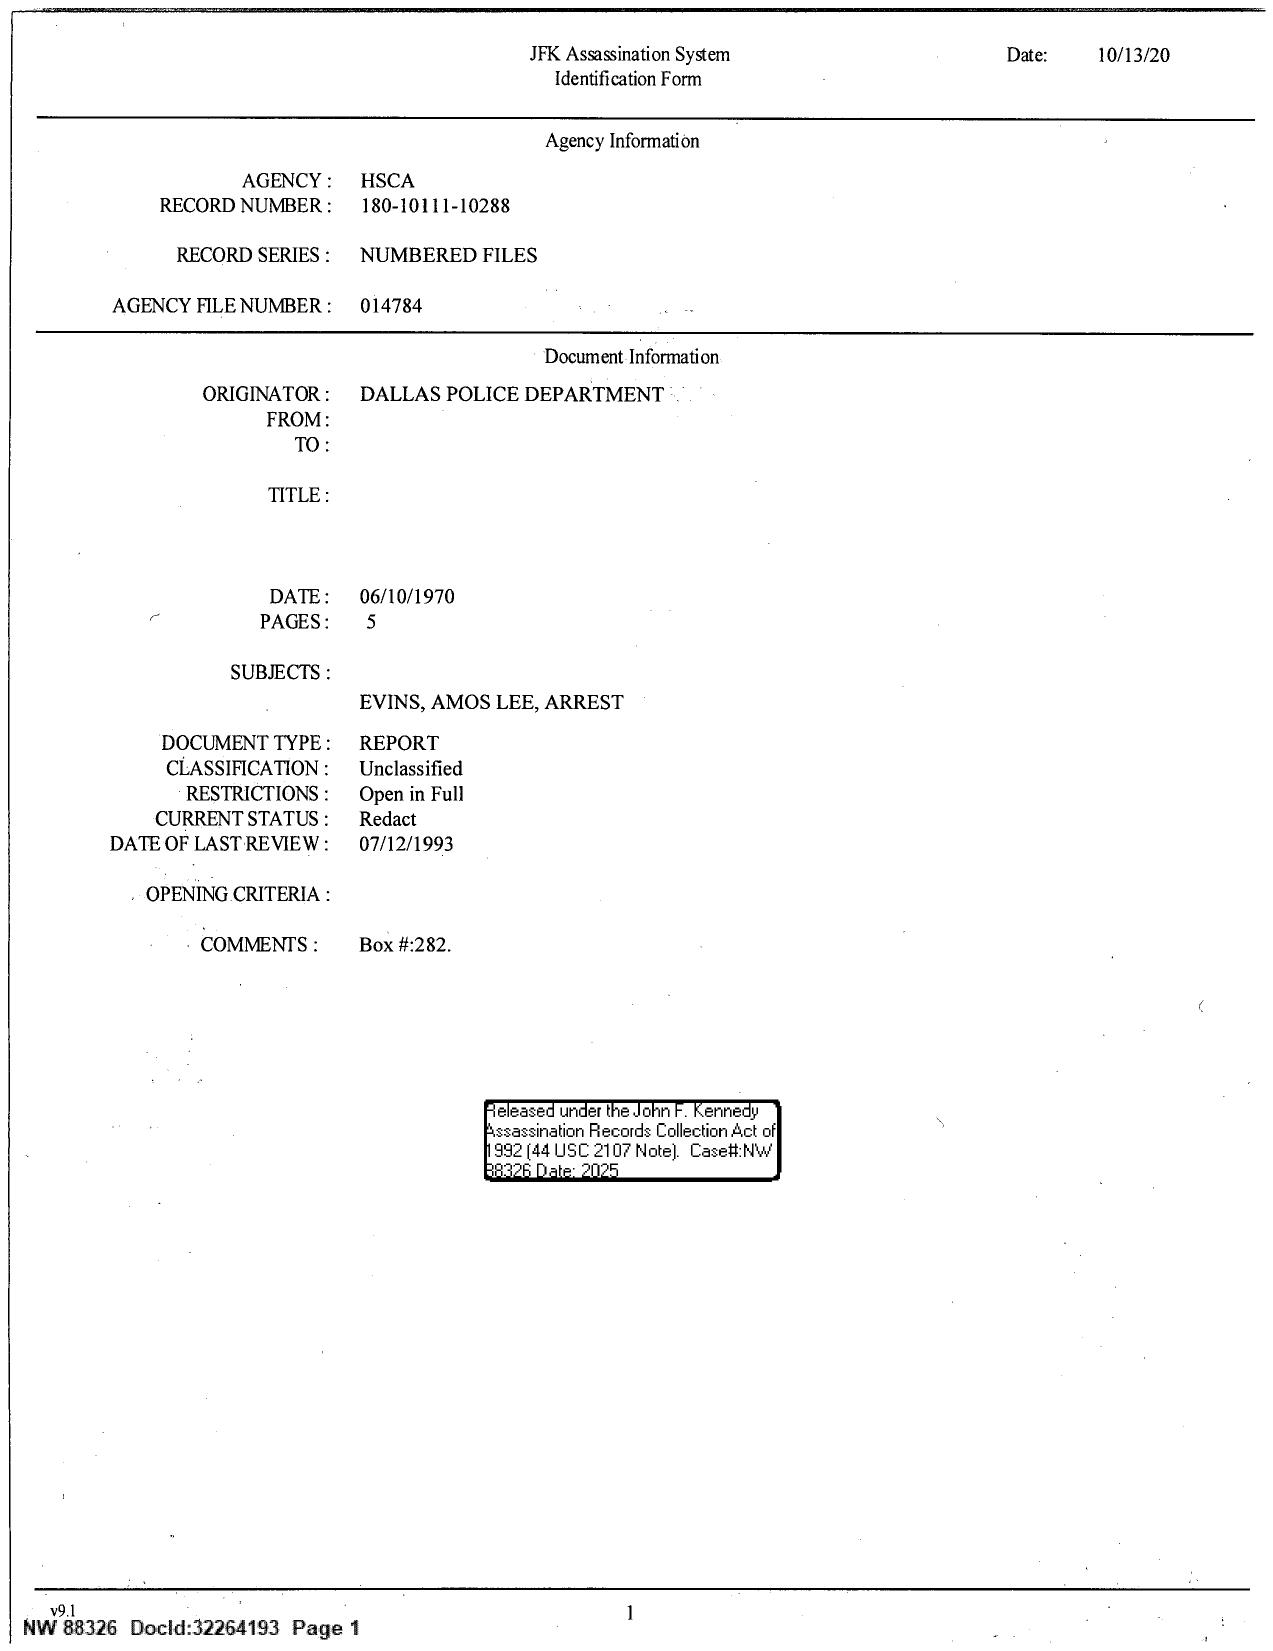 JFK Assassination System
Identification Form
Date: 10/13/20
Agency Information
AGENCY : HSCA
RECORD NUMBER : 180-10111-10288
RECORD SERIES : NUMBERED FILES
AGENCY FILE NUMBER : 014784
Document Information
ORIGINATOR : DALLAS POLICE DEPARTMENT
FROM :
TO :
TITLE :
DATE : 06/10/1970
PAGES : 5
SUBJECTS :
EVINS, AMOS LEE, ARREST
DOCUMENT TYPE : REPORT
CLASSIFICATION : Unclassified
RESTRICTIONS : Open in Full
CURRENT STATUS : Redact
DATE OF LAST REVIEW : 07/12/1993
OPENING CRITERIA :
COMMENTS : Box #:282.
Released under the John F. Kennedy
Assassination Records Collection Act of
1992 (44 USC 2107 Note). Case#:NW
88326 Date: 2025
v9.1 1
NW 88326 DocId:32264193 Page 1